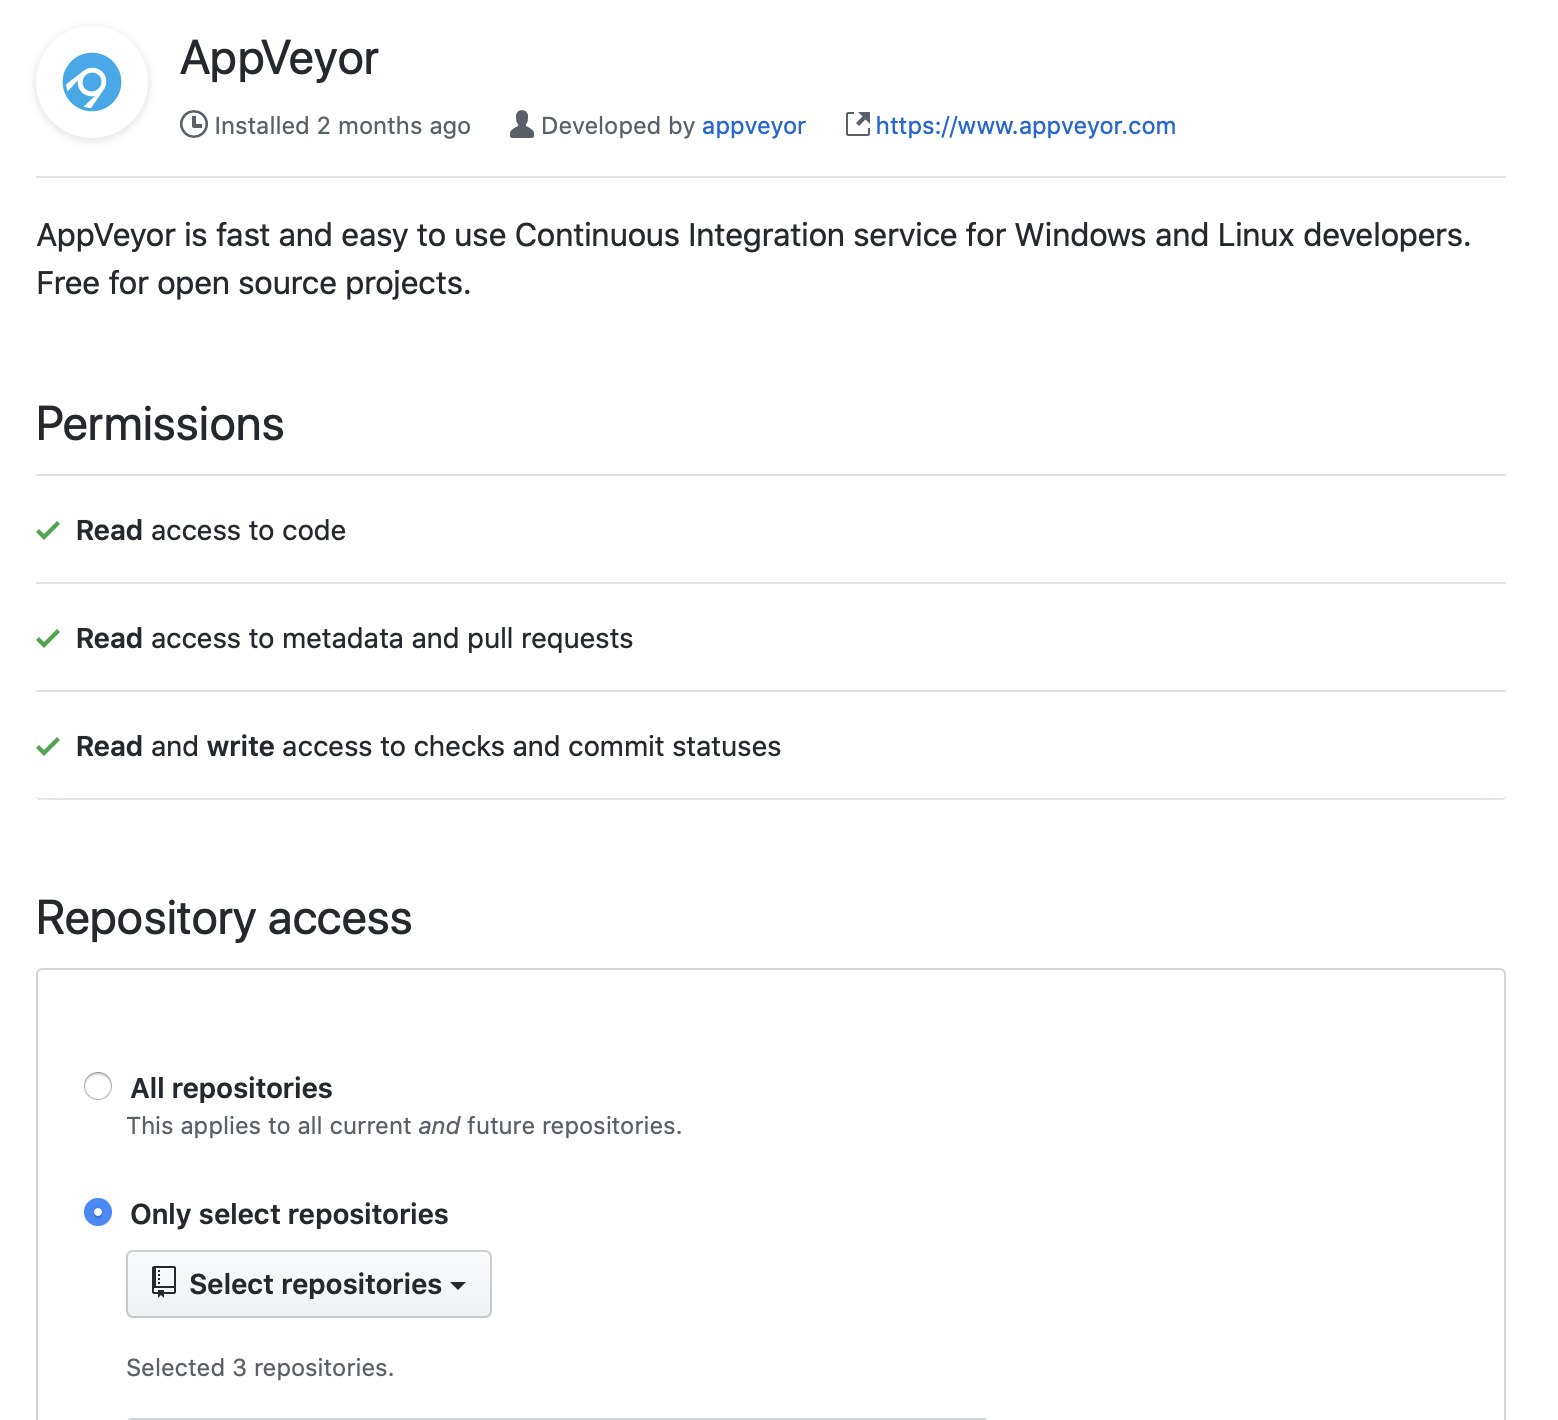 AppVeyor
Installed 2 months ago Developed by appveyor https://www.appveyor.com
AppVeyor is fast and easy to use Continuous Integration service for Windows and Linux developers.
Free for open source projects.
Permissions
Read access to code
Read access to metadata and pull requests
Read and write access to checks and commit statuses
Repository access
All repositories
This applies to all current and future repositories.
Only select repositories
Select repositories
Selected 3 repositories.